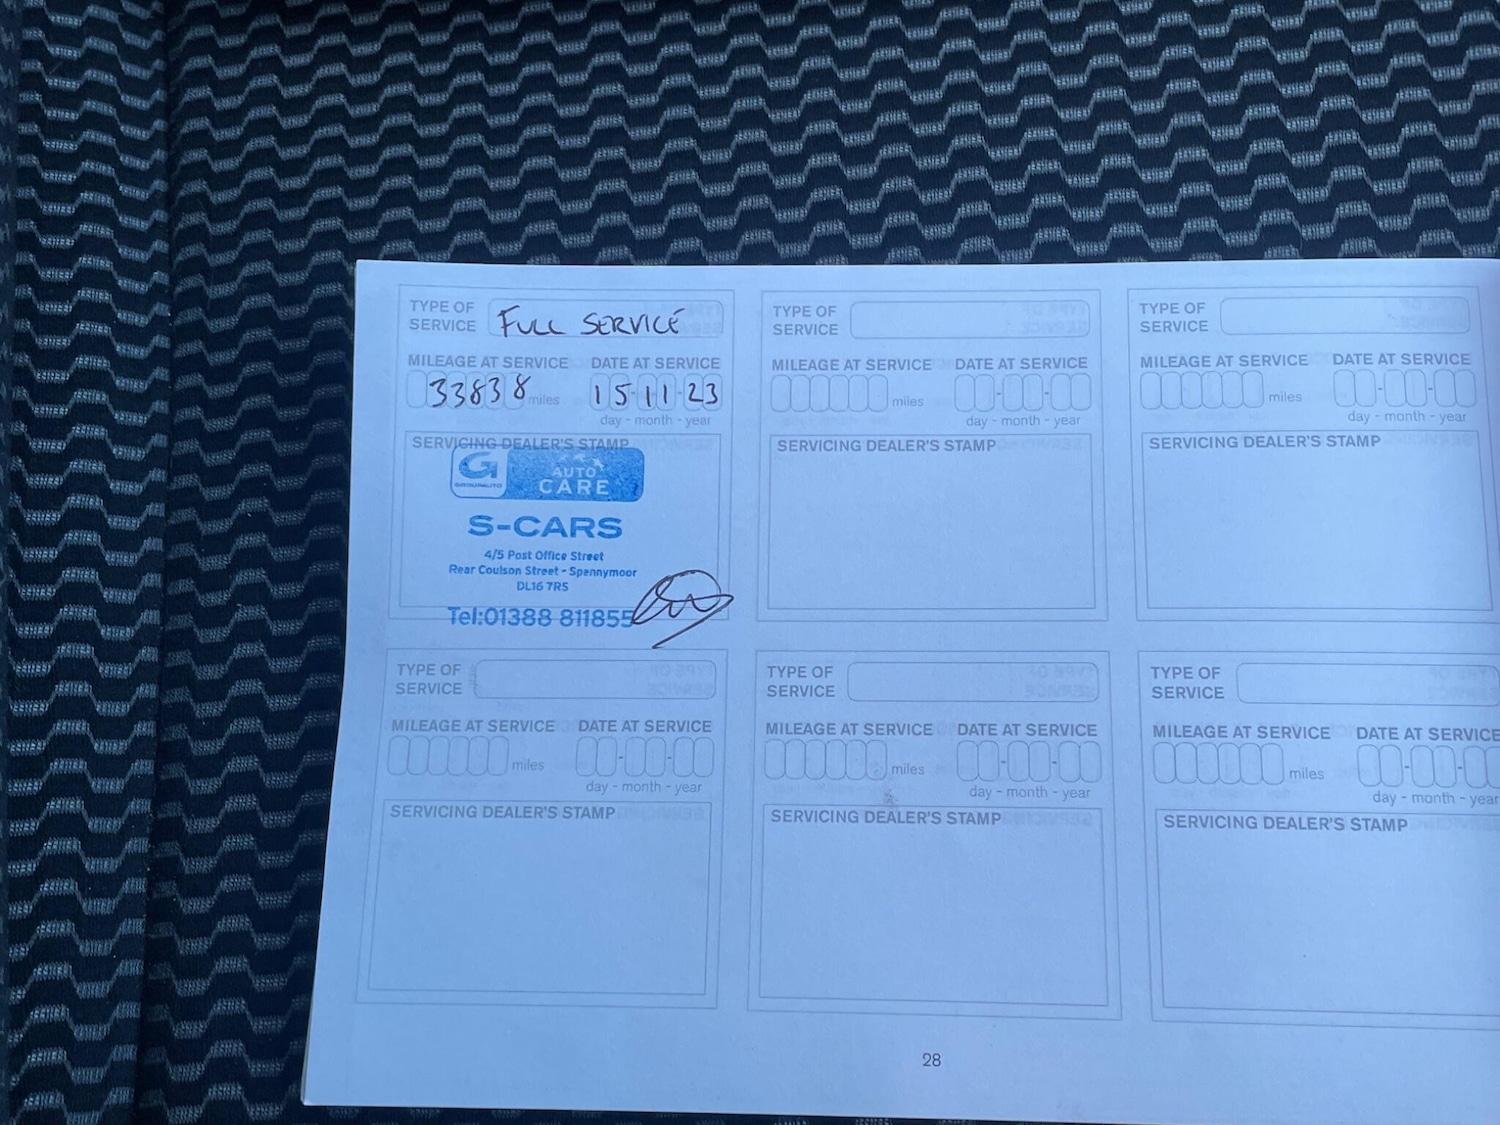 TYPE OF SERVICE FULL SERVICE
MILEAGE AT SERVICE DATE AT SERVICE
33838 miles 15-11-23
day - month - year
SERVICING DEALER'S STAMP
G GROUPAUTO AUTO CARE
S-CARS
4/5 Post Office Street
Rear Coulson Street - Spennymoor
DL16 7RS
Tel:01388 811855
TYPE OF SERVICE
MILEAGE AT SERVICE DATE AT SERVICE
miles - -
day - month - year
SERVICING DEALER'S STAMP
TYPE OF SERVICE
MILEAGE AT SERVICE DATE AT SERVICE
miles - -
day - month - year
SERVICING DEALER'S STAMP
TYPE OF SERVICE
MILEAGE AT SERVICE DATE AT SERVICE
miles - -
day - month - year
SERVICING DEALER'S STAMP
TYPE OF SERVICE
MILEAGE AT SERVICE DATE AT SERVICE
miles - -
day - month - year
SERVICING DEALER'S STAMP
TYPE OF SERVICE
MILEAGE AT SERVICE DATE AT SERVICE
miles - -
day - month - year
SERVICING DEALER'S STAMP
28